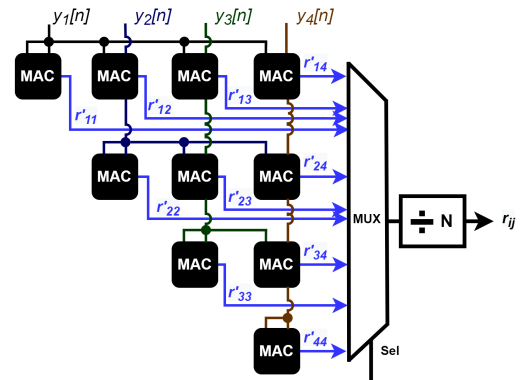 y1[n] y2[n] y3[n] y4[n]
MAC MAC MAC MAC r'14
r'11 r'12 r'13
MAC MAC MAC r'24
r'22 r'23
MUX ÷ N rij
MAC MAC r'34
r'33
MAC r'44
Sel